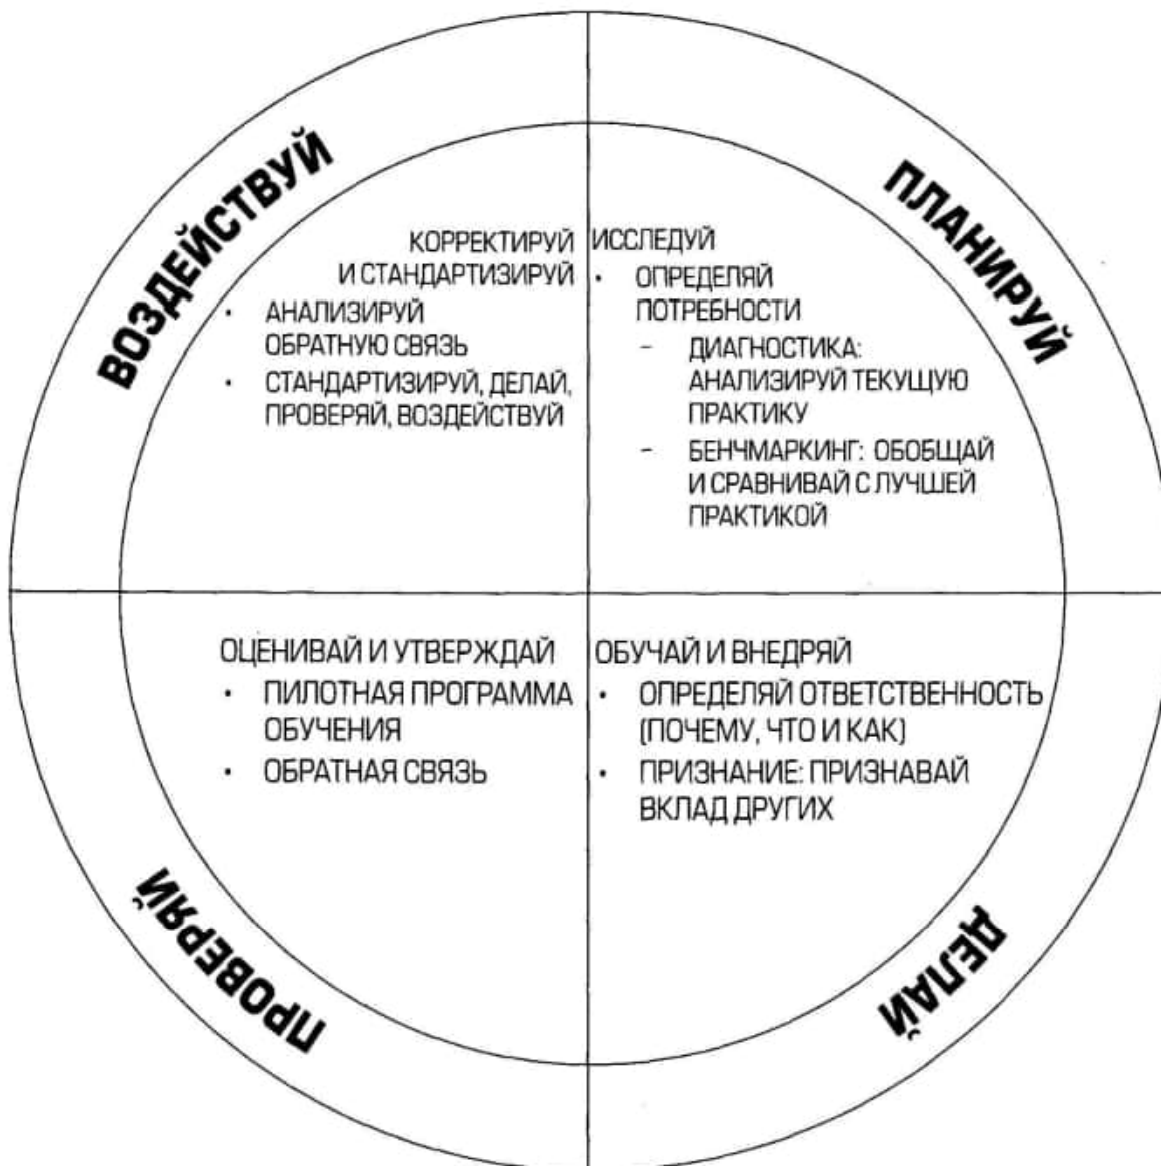 ВОЗДЕЙСТВУЙ
КОРРЕКТИРУЙ
И СТАНДАРТИЗИРУЙ
• АНАЛИЗИРУЙ
ОБРАТНУЮ СВЯЗЬ
• СТАНДАРТИЗИРУЙ, ДЕЛАЙ,
ПРОВЕРЯЙ, ВОЗДЕЙСТВУЙ
ПЛАНИРУЙ
ИССЛЕДУЙ
• ОПРЕДЕЛЯЙ
ПОТРЕБНОСТИ
– ДИАГНОСТИКА:
АНАЛИЗИРУЙ ТЕКУЩУЮ
ПРАКТИКУ
– БЕНЧМАРКИНГ: ОБОБЩАЙ
И СРАВНИВАЙ С ЛУЧШЕЙ
ПРАКТИКОЙ
ОЦЕНИВАЙ И УТВЕРЖДАЙ
• ПИЛОТНАЯ ПРОГРАММА
ОБУЧЕНИЯ
• ОБРАТНАЯ СВЯЗЬ
ПРОВЕРЯЙ
ОБУЧАЙ И ВНЕДРЯЙ
• ОПРЕДЕЛЯЙ ОТВЕТСТВЕННОСТЬ
(ПОЧЕМУ, ЧТО И КАК)
• ПРИЗНАНИЕ: ПРИЗНАВАЙ
ВКЛАД ДРУГИХ
ДЕЛАЙ